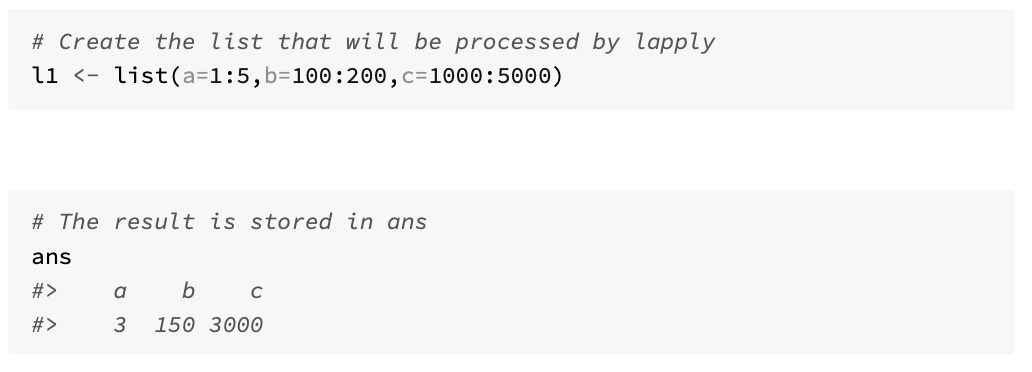 # Create the list that will be processed by lapply
l1 <- list(a=1:5,b=100:200,c=1000:5000)
# The result is stored in ans
ans
#>    a    b    c
#>    3  150 3000